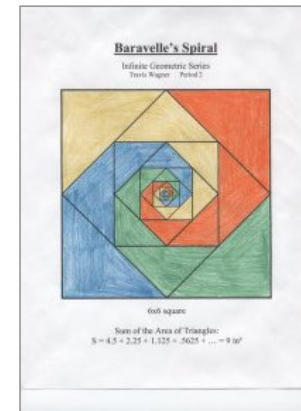 Baravelle's Spiral
Infinite Geometric Series
Travis Wagner Period 2
6x6 square
Sum of the Area of Triangles:
S = 4.5 + 2.25 + 1.125 + .5625 + ... = 9 in²